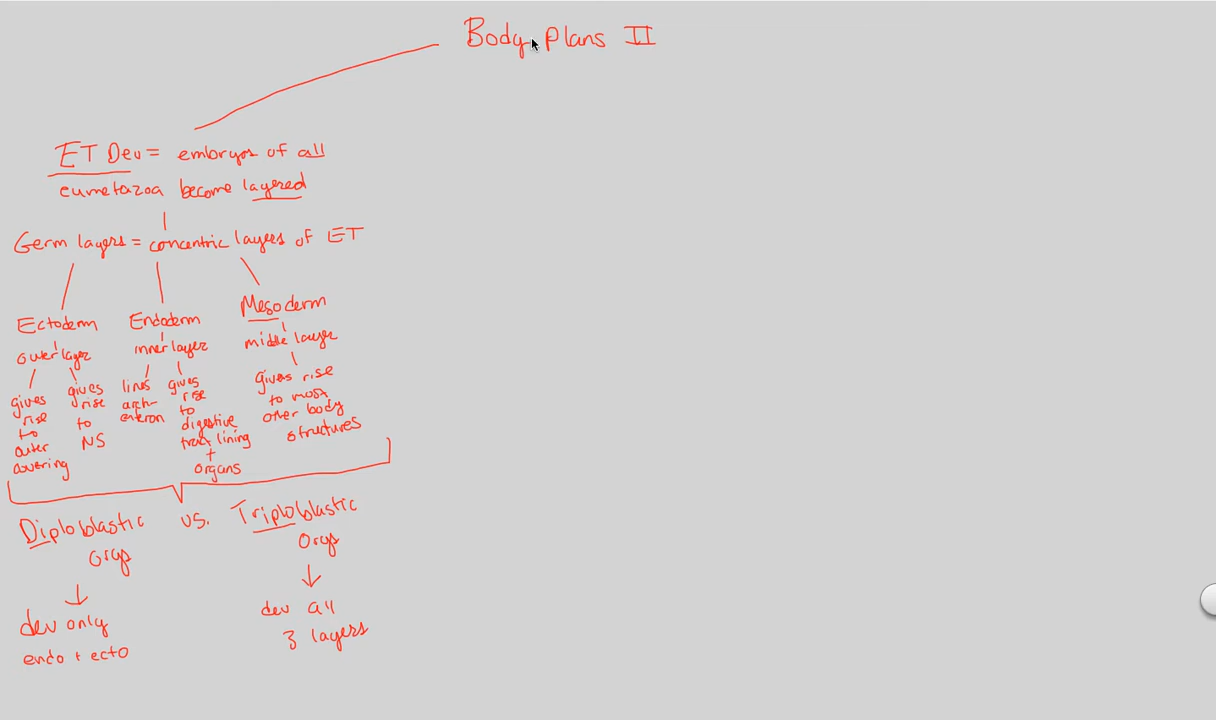 Body Plans II
ET Dev = embryos of all
eumetazoa become layered
Germ layers = concentric layers of ET
Ectoderm
outer layer
gives
rise
to
outer
covering
gives
rise
to
NS
Endoderm
inner layer
lines
arch-
enteron
gives
rise
to
digestive
tract lining
+
organs
Mesoderm
middle layer
gives rise
to most
other body
structures
Diploblastic vs. Triploblastic
orgs
dev only
endo + ecto
orgs
dev all
3 layers